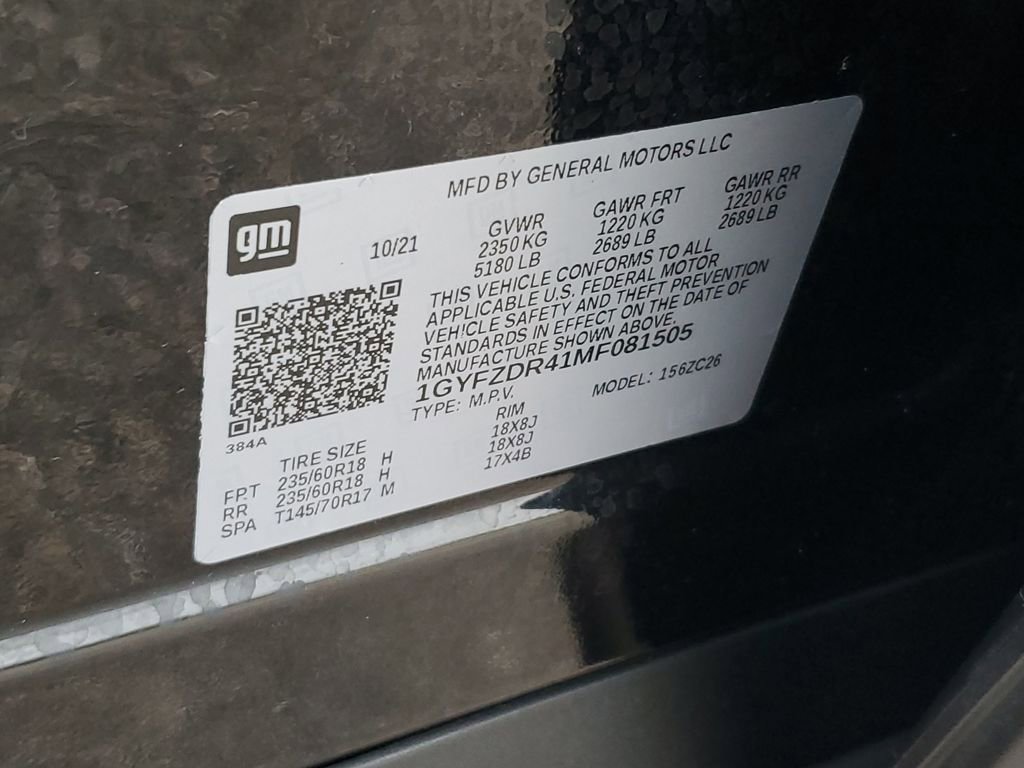 MFD BY GENERAL MOTORS LLC
gm
10/21
GVWR
2350 KG
5180 LB
GAWR FRT
1220 KG
2689 LB
GAWR RR
1220 KG
2689 LB
THIS VEHICLE CONFORMS TO ALL
APPLICABLE U.S. FEDERAL MOTOR
VEHICLE SAFETY AND THEFT PREVENTION
STANDARDS IN EFFECT ON THE DATE OF
MANUFACTURE SHOWN ABOVE.
1GYFZDR41MF081505
TYPE: M.P.V. MODEL: 156ZC26
384A
TIRE SIZE RIM
FRT 235/60R18 H 18X8J
RR 235/60R18 H 18X8J
SPA T145/70R17 M 17X4B